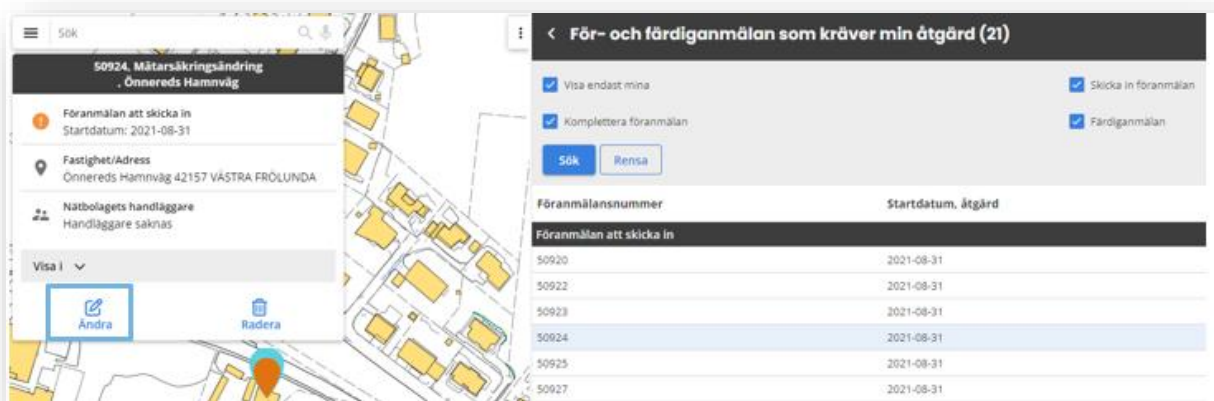 Sök
50924, Mätarsäkringsändring
, Önnereds Hamnväg
Föranmälan att skicka in
Startdatum: 2021-08-31
Fastighet/Adress
Önnereds Hamnväg 42157 VÄSTRA FRÖLUNDA
Nätbolagets handläggare
Handläggare saknas
Visa i
Ändra
Radera
För- och färdiganmälan som kräver min åtgärd (21)
Visa endast mina
Skicka in föranmälan
Komplettera föranmälan
Färdiganmälan
Sök
Rensa
Föranmälansnummer
Startdatum, åtgärd
Föranmälan att skicka in
50920 2021-08-31
50922 2021-08-31
50923 2021-08-31
50924 2021-08-31
50925 2021-08-31
50927 2021-08-31